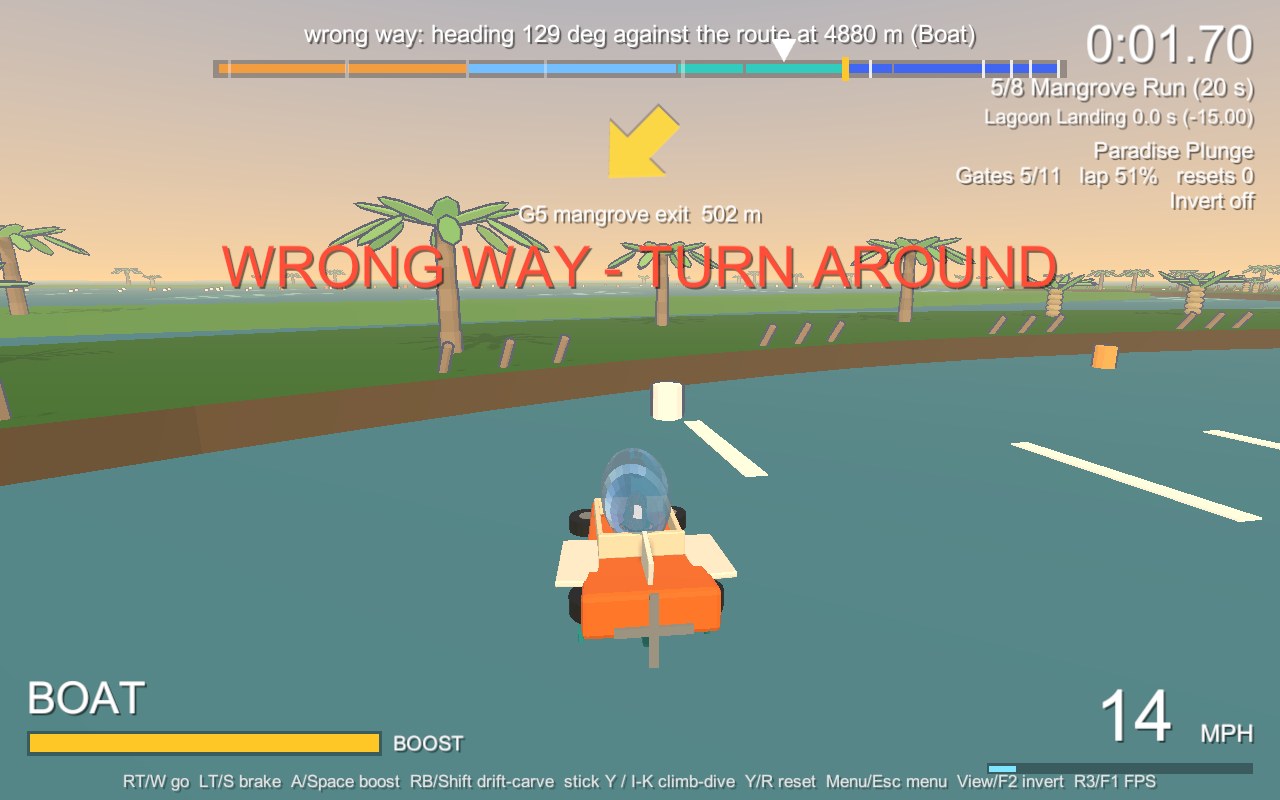 wrong way: heading 129 deg against the route at 4880 m (Boat)
0:01.70
5/8 Mangrove Run (20 s)
Lagoon Landing 0.0 s (-15.00)
Paradise Plunge
Gates 5/11 lap 51% resets 0
Invert off
G5 mangrove exit 502 m
WRONG WAY - TURN AROUND
BOAT
BOOST
14 MPH
RT/W go LT/S brake A/Space boost RB/Shift drift-carve stick Y / I-K climb-dive Y/R reset Menu/Esc menu View/F2 invert R3/F1 FPS